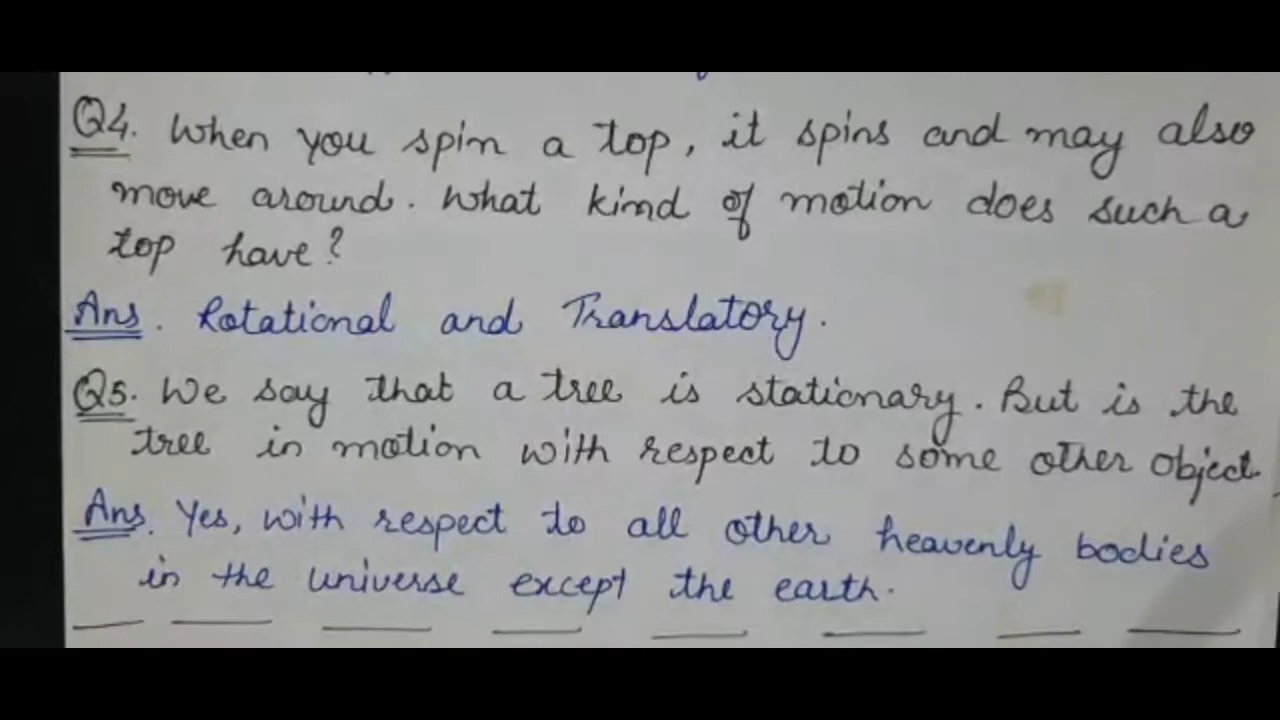 Q4. When you spin a top, it spins and may also
move around. What kind of motion does such a
top have?
Ans. Rotational and Translatory.
Q5. We say that a tree is stationary. But is the
tree in motion with respect to some other object
Ans. Yes, with respect to all other heavenly bodies
in the universe except the earth.